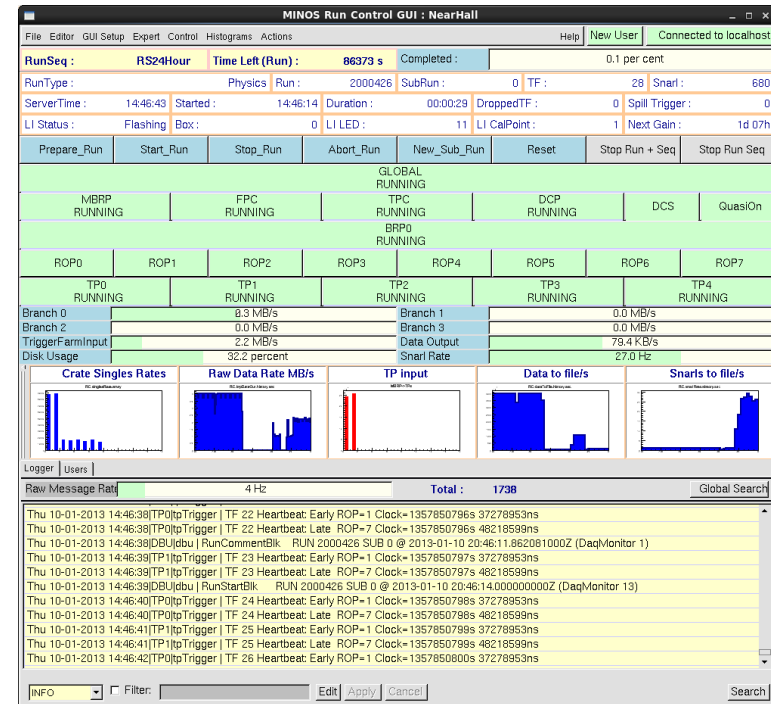 MINOS Run Control GUI : NearHall
File Editor GUI Setup Expert Control Histograms Actions Help New User Connected to localhost
RunSeq : RS24Hour Time Left (Run) : 86373 s Completed : 0.1 per cent
RunType : Physics Run : 2000426 SubRun : 0 TF : 28 Snarl : 680
ServerTime : 14:46:43 Started : 14:46:14 Duration : 00:00:29 DroppedTF : 0 Spill Trigger : 0
LI Status : Flashing Box : 0 LI LED : 11 LI CalPoint : 1 Next Gain : 1d 07h
Prepare_Run Start_Run Stop_Run Abort_Run New_Sub_Run Reset Stop Run + Seq Stop Run Seq
GLOBAL
RUNNING
MBRP FPC TPC DCP DCS QuasiOn
RUNNING RUNNING RUNNING RUNNING
BRP0
RUNNING
ROP0 ROP1 ROP2 ROP3 ROP4 ROP5 ROP6 ROP7
TP0 TP1 TP2 TP3 TP4
RUNNING RUNNING RUNNING RUNNING RUNNING
Branch 0 0.3 MB/s Branch 1 0.0 MB/s
Branch 2 0.0 MB/s Branch 3 0.0 MB/s
TriggerFarmInput 2.2 MB/s Data Output 79.4 KB/s
Disk Usage 32.2 percent Snarl Rate 27.0 Hz
Crate Singles Rates Raw Data Rate MB/s TP input Data to file/s Snarls to file/s
Logger Users
Raw Message Rate 4 Hz Total : 1738 Global Search
Thu 10-01-2013 14:46:38|TP0|tpTrigger | TF 22 Heartbeat: Early ROP=1 Clock=1357850796s 37278953ns
Thu 10-01-2013 14:46:38|TP0|tpTrigger | TF 22 Heartbeat: Late ROP=7 Clock=1357850796s 48218599ns
Thu 10-01-2013 14:46:38|DBU|dbu | RunCommentBlk RUN 2000426 SUB 0 @ 2013-01-10 20:46:11.862081000Z (DaqMonitor 1)
Thu 10-01-2013 14:46:39|TP1|tpTrigger | TF 23 Heartbeat: Early ROP=1 Clock=1357850797s 37278953ns
Thu 10-01-2013 14:46:39|TP1|tpTrigger | TF 23 Heartbeat: Late ROP=7 Clock=1357850797s 48218599ns
Thu 10-01-2013 14:46:39|DBU|dbu | RunStartBlk RUN 2000426 SUB 0 @ 2013-01-10 20:46:14.000000000Z (DaqMonitor 13)
Thu 10-01-2013 14:46:40|TP0|tpTrigger | TF 24 Heartbeat: Early ROP=1 Clock=1357850798s 37278953ns
Thu 10-01-2013 14:46:40|TP0|tpTrigger | TF 24 Heartbeat: Late ROP=7 Clock=1357850798s 48218599ns
Thu 10-01-2013 14:46:41|TP1|tpTrigger | TF 25 Heartbeat: Early ROP=1 Clock=1357850799s 37278953ns
Thu 10-01-2013 14:46:41|TP1|tpTrigger | TF 25 Heartbeat: Late ROP=7 Clock=1357850799s 48218599ns
Thu 10-01-2013 14:46:42|TP0|tpTrigger | TF 26 Heartbeat: Early ROP=1 Clock=1357850800s 37278953ns
INFO Filter: Edit Apply Cancel Search